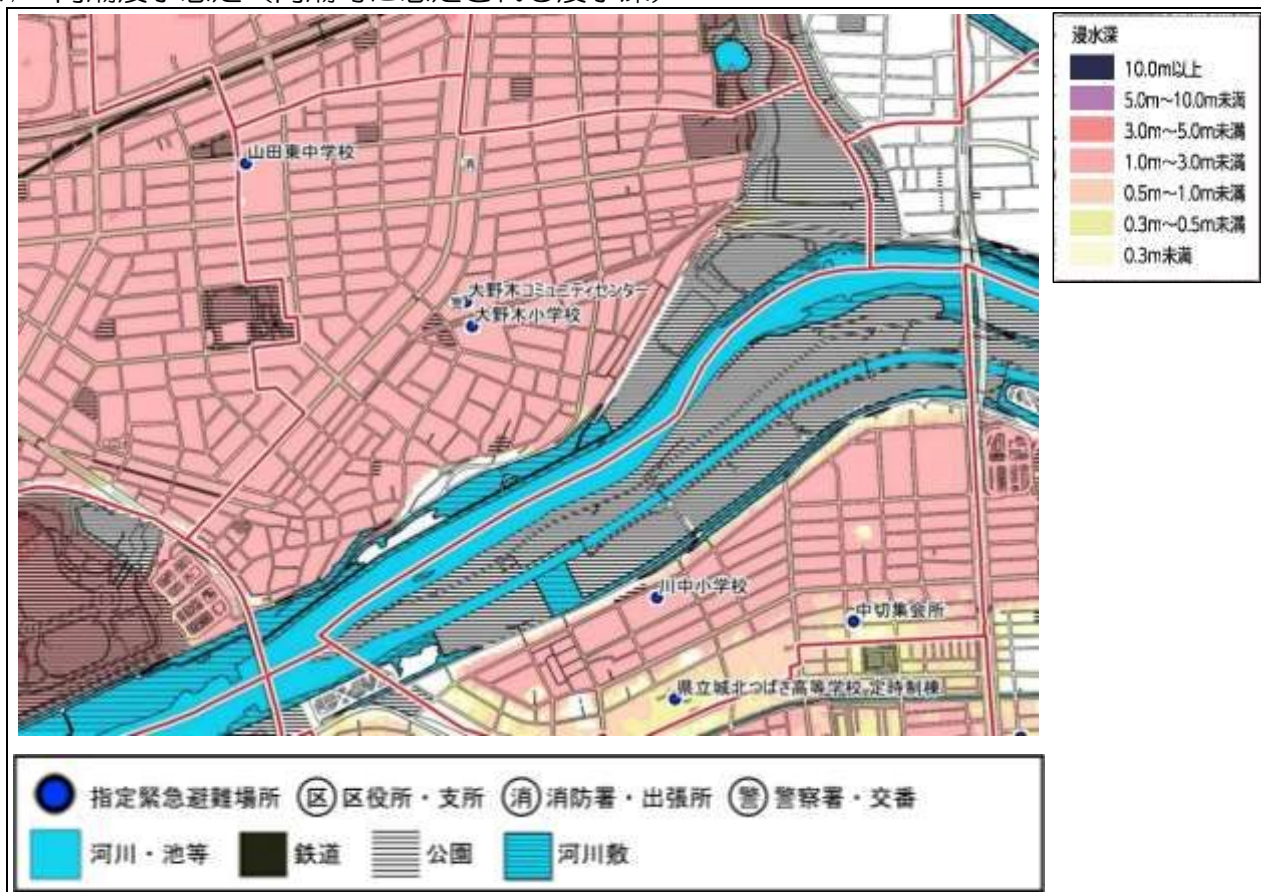 浸水深
10.0m以上
5.0m～10.0m未満
3.0m～5.0m未満
1.0m～3.0m未満
0.5m～1.0m未満
0.3m～0.5m未満
0.3m未満
山田東中学校
消
大野木コミュニティセンター
警
大野木小学校
川中小学校
中切集会所
県立城北つばさ高等学校 定時制棟
指定緊急避難場所 区 区役所・支所 消 消防署・出張所 警 警察署・交番
河川・池等 鉄道 公園 河川敷